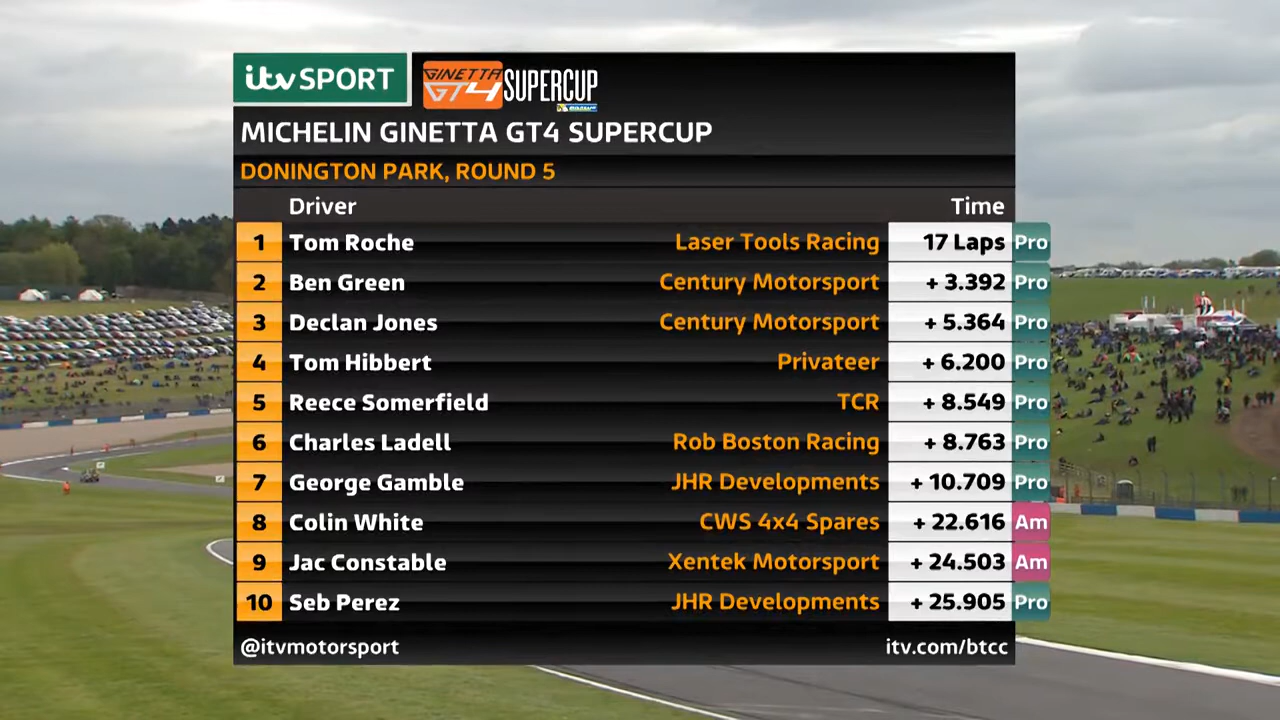 itv SPORT
GINETTA GT4 SUPERCUP
MICHELIN GINETTA GT4 SUPERCUP
DONINGTON PARK, ROUND 5
Driver Time
1 Tom Roche Laser Tools Racing 17 Laps Pro
2 Ben Green Century Motorsport + 3.392 Pro
3 Declan Jones Century Motorsport + 5.364 Pro
4 Tom Hibbert Privateer + 6.200 Pro
5 Reece Somerfield TCR + 8.549 Pro
6 Charles Ladell Rob Boston Racing + 8.763 Pro
7 George Gamble JHR Developments + 10.709 Pro
8 Colin White CWS 4x4 Spares + 22.616 Am
9 Jac Constable Xentek Motorsport + 24.503 Am
10 Seb Perez JHR Developments + 25.905 Pro
@itvmotorsport itv.com/btcc